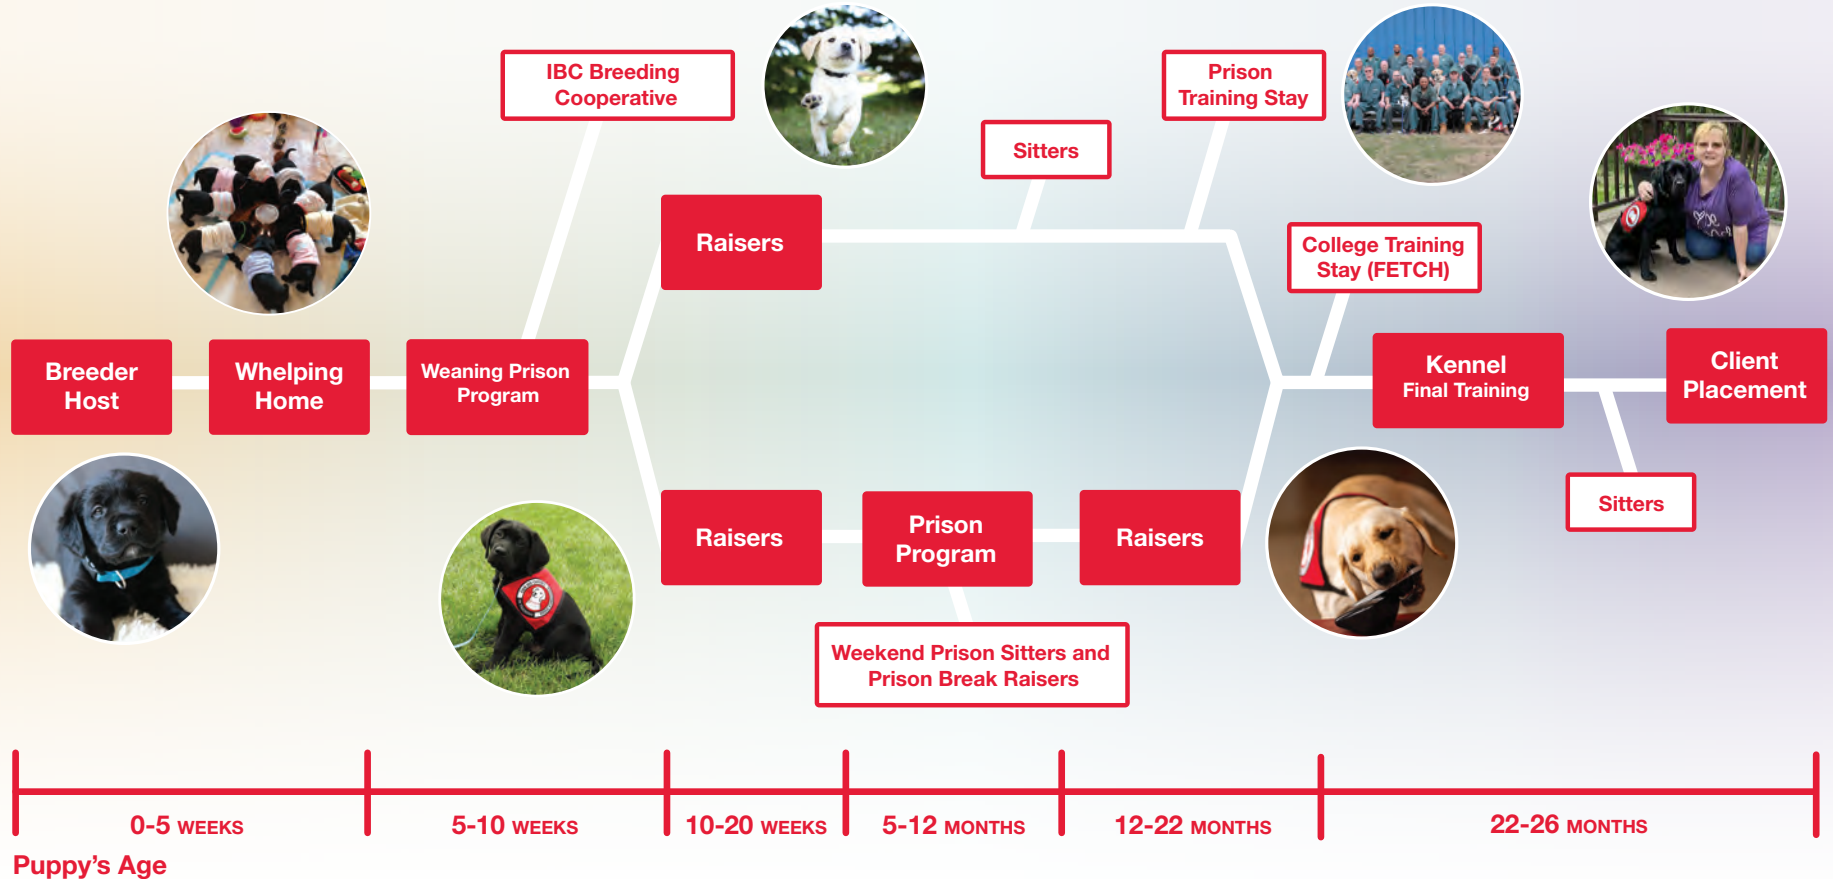 IBC Breeding
Cooperative
Prison
Training Stay
Sitters
Raisers
College Training
Stay (FETCH)
Breeder
Host
Whelping
Home
Weaning Prison
Program
Kennel
Final Training
Client
Placement
Sitters
Raisers
Prison
Program
Raisers
Weekend Prison Sitters and
Prison Break Raisers
0-5 WEEKS
5-10 WEEKS
10-20 WEEKS
5-12 MONTHS
12-22 MONTHS
22-26 MONTHS
Puppy’s Age